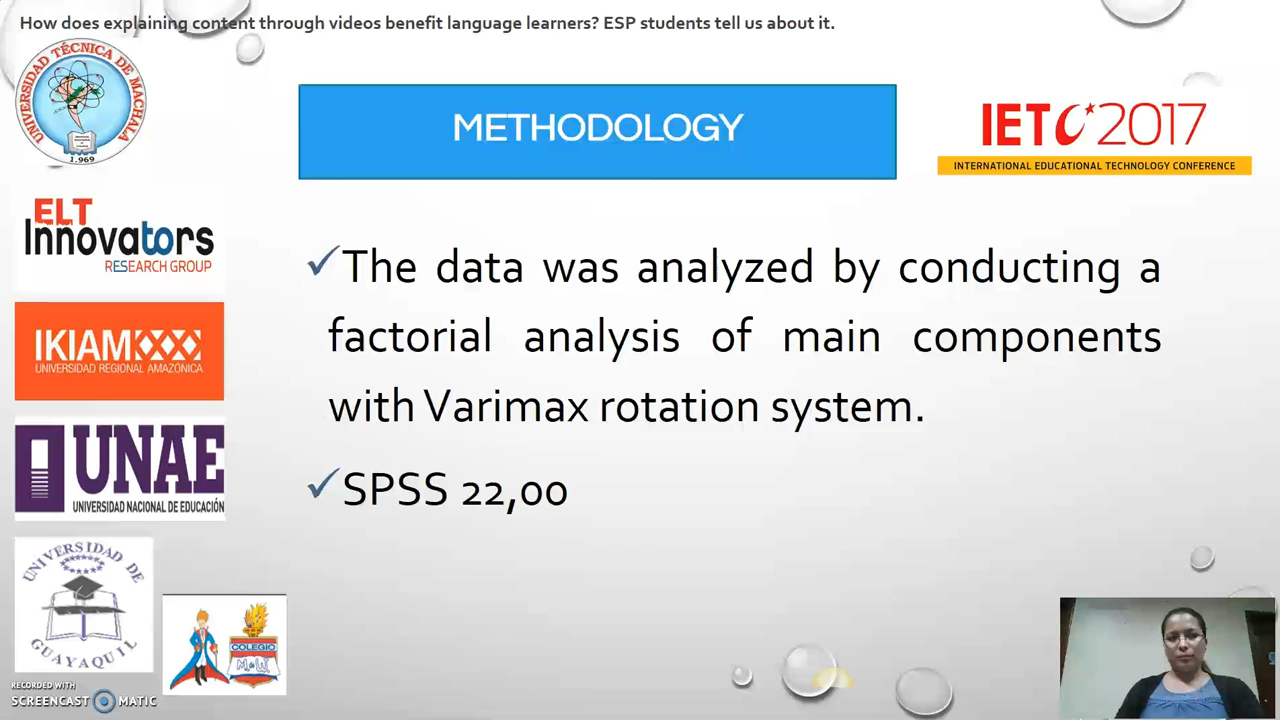 How does explaining content through videos benefit language learners? ESP students tell us about it.
UNIVERSIDAD TÉCNICA DE MACHALA
1.969
METHODOLOGY
IETC 2017
INTERNATIONAL EDUCATIONAL TECHNOLOGY CONFERENCE
ELT
Innovators
RESEARCH GROUP
IKIAM
UNIVERSIDAD REGIONAL AMAZÓNICA
UNAE
UNIVERSIDAD NACIONAL DE EDUCACIÓN
UNIVERSIDAD DE
GUAYAQUIL
COLEGIO
The data was analyzed by conducting a
factorial analysis of main components
with Varimax rotation system.
SPSS 22,00
RECORDED WITH
SCREENCAST MATIC